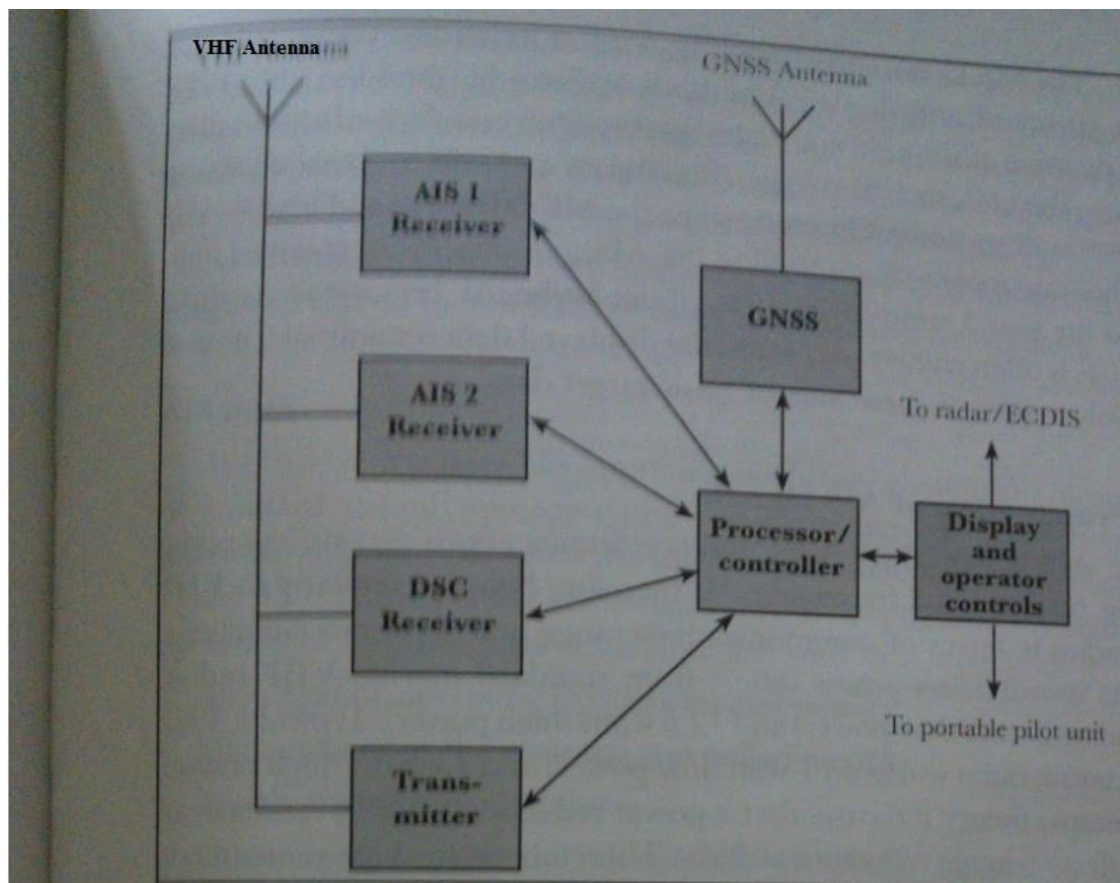 VHF Antenna
GNSS Antenna
AIS 1
Receiver
GNSS
AIS 2
Receiver
To radar/ECDIS
Processor/
controller
Display
and
operator
controls
DSC
Receiver
To portable pilot unit
Trans-
mitter